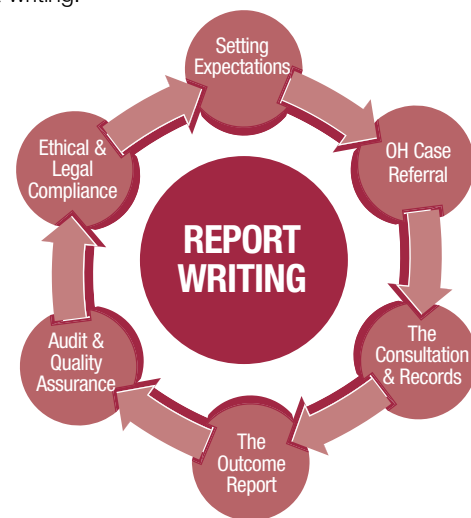 writing.
Setting
Expectations
OH Case
Referral
The
Consultation
& Records
The
Outcome
Report
Audit &
Quality
Assurance
Ethical &
Legal
Compliance
REPORT
WRITING